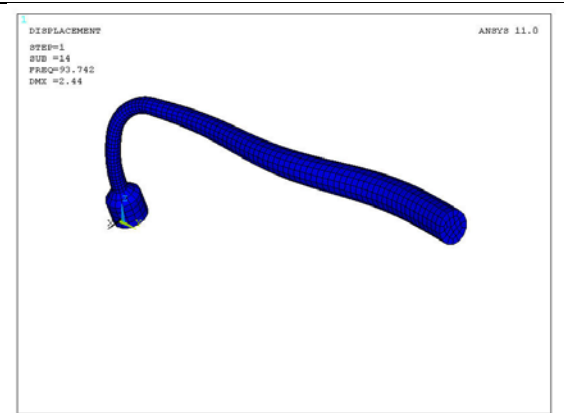 1
DISPLACEMENT
STEP=1
SUB =14
FREQ=93.742
DMX =2.44
ANSYS 11.0
Z